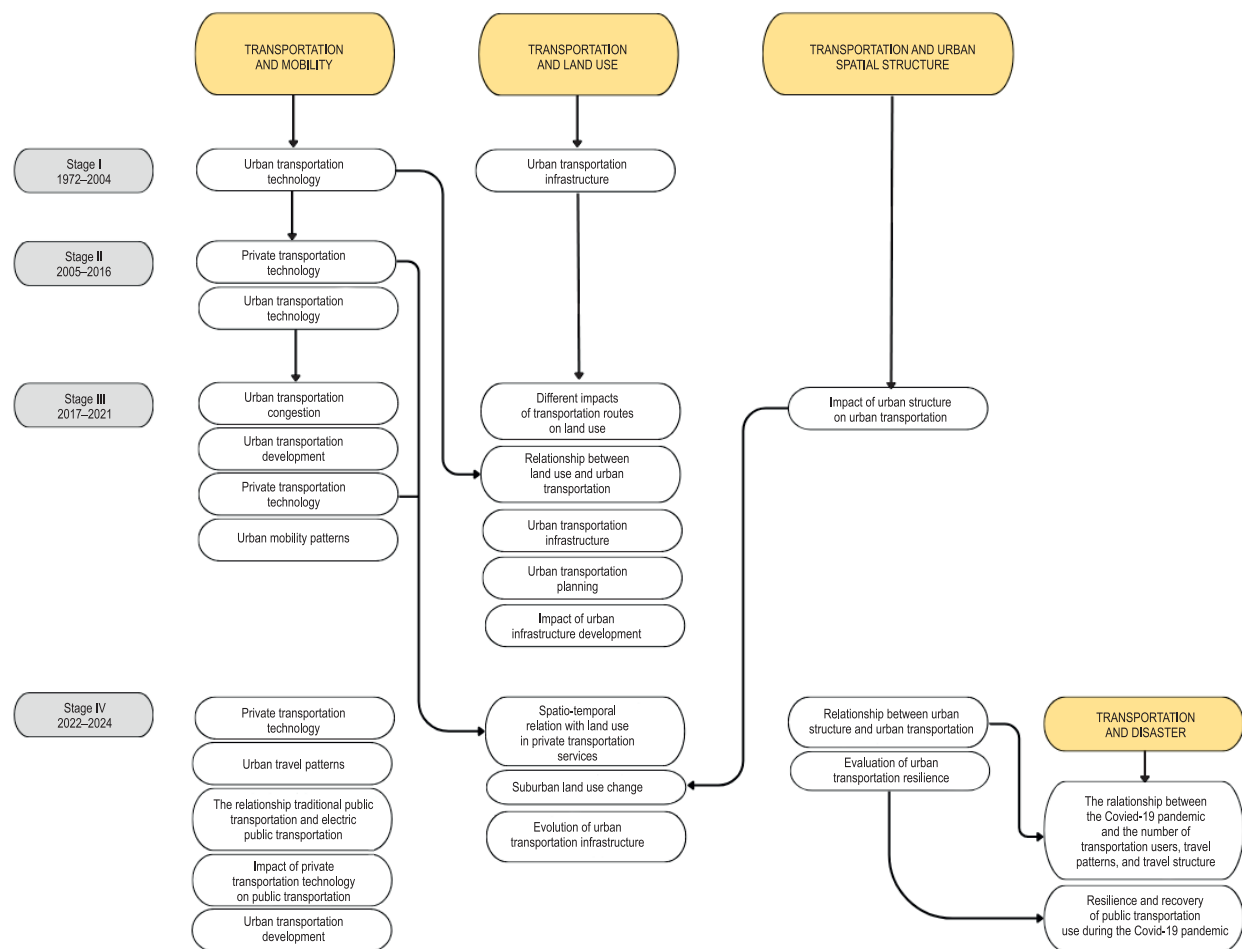 TRANSPORTATION
AND MOBILITY
TRANSPORTATION
AND LAND USE
TRANSPORTATION AND URBAN
SPATIAL STRUCTURE
Stage I
1972–2004
Urban transportation
technology
Urban transportation
infrastructure
Stage II
2005–2016
Private transportation
technology
Urban transportation
technology
Stage III
2017–2021
Urban transportation
congestion
Urban transportation
development
Private transportation
technology
Urban mobility patterns
Different impacts
of transportation routes
on land use
Relationship between
land use and urban
transportation
Urban transportation
infrastructure
Urban transportation
planning
Impact of urban
infrastructure development
Impact of urban structure
on urban transportation
Stage IV
2022–2024
Private transportation
technology
Urban travel patterns
The relationship traditional public
transportation and electric
public transportation
Impact of private
transportation technology
on public transportation
Urban transportation
development
Spatio-temporal
relation with land use
in private transportation
services
Suburban land use change
Evolution of urban
transportation infrastructure
Relationship between urban
structure and urban transportation
Evaluation of urban
transportation resilience
TRANSPORTATION
AND DISASTER
The ralationship between
the Covied-19 pandemic
and the number of
transportation users, travel
patterns, and travel structure
Resilience and recovery
of public transportation
use during the Covid-19 pandemic